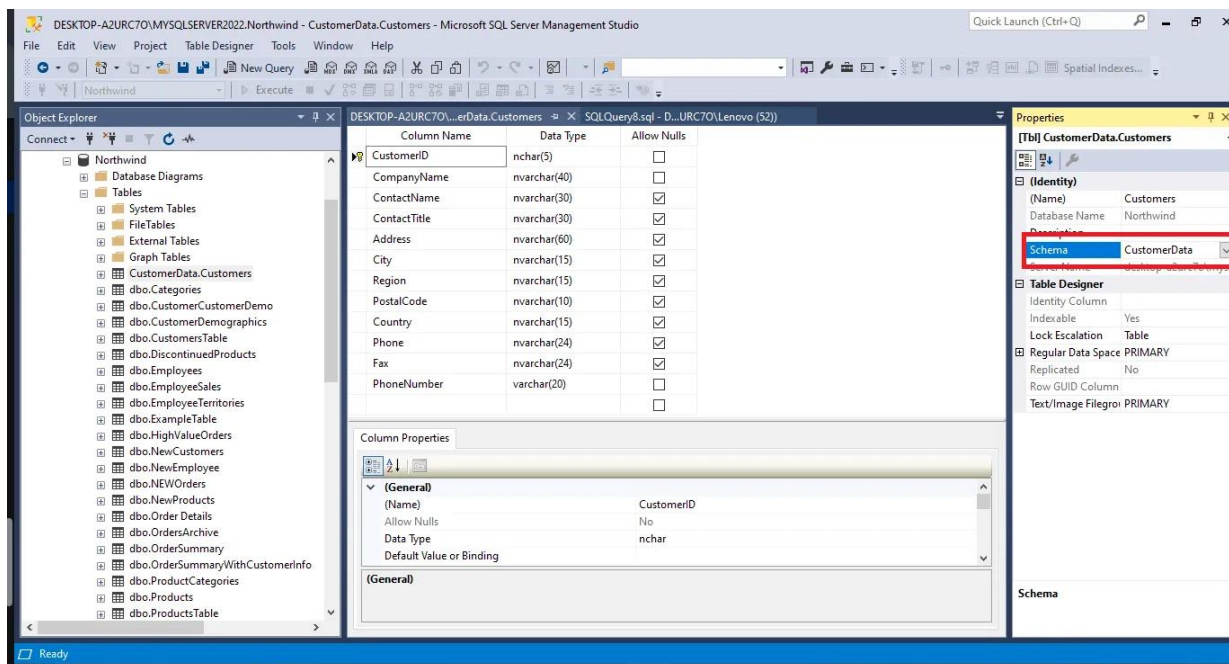 DESKTOP-A2URC7O\MYSQLSERVER2022.Northwind - CustomerData.Customers - Microsoft SQL Server Management Studio
Quick Launch (Ctrl+Q)
File Edit View Project Table Designer Tools Window Help
New Query MDX DMX XMLA DAX
Spatial Indexes...
Northwind
Execute
Object Explorer
Connect
Northwind
Database Diagrams
Tables
System Tables
FileTables
External Tables
Graph Tables
CustomerData.Customers
dbo.Categories
dbo.CustomerCustomerDemo
dbo.CustomerDemographics
dbo.CustomersTable
dbo.DiscontinuedProducts
dbo.Employees
dbo.EmployeeSales
dbo.EmployeeTerritories
dbo.ExampleTable
dbo.HighValueOrders
dbo.NewCustomers
dbo.NewEmployee
dbo.NEWOrders
dbo.NewProducts
dbo.Order Details
dbo.OrdersArchive
dbo.OrderSummary
dbo.OrderSummaryWithCustomerInfo
dbo.ProductCategories
dbo.Products
dbo.ProductsTable
DESKTOP-A2URC7O\...erData.Customers
SQLQuery8.sql - D...URC7O\Lenovo (52))
Column Name Data Type Allow Nulls
CustomerID nchar(5)
CompanyName nvarchar(40)
ContactName nvarchar(30)
ContactTitle nvarchar(30)
Address nvarchar(60)
City nvarchar(15)
Region nvarchar(15)
PostalCode nvarchar(10)
Country nvarchar(15)
Phone nvarchar(24)
Fax nvarchar(24)
PhoneNumber varchar(20)
Column Properties
(General)
(Name) CustomerID
Allow Nulls No
Data Type nchar
Default Value or Binding
(General)
Properties
[Tbl] CustomerData.Customers
(Identity)
(Name) Customers
Database Name Northwind
Description
Schema CustomerData
Server Name
Table Designer
Identity Column
Indexable Yes
Lock Escalation Table
Regular Data Space PRIMARY
Replicated No
Row GUID Column
Text/Image Filegro PRIMARY
Schema
Ready